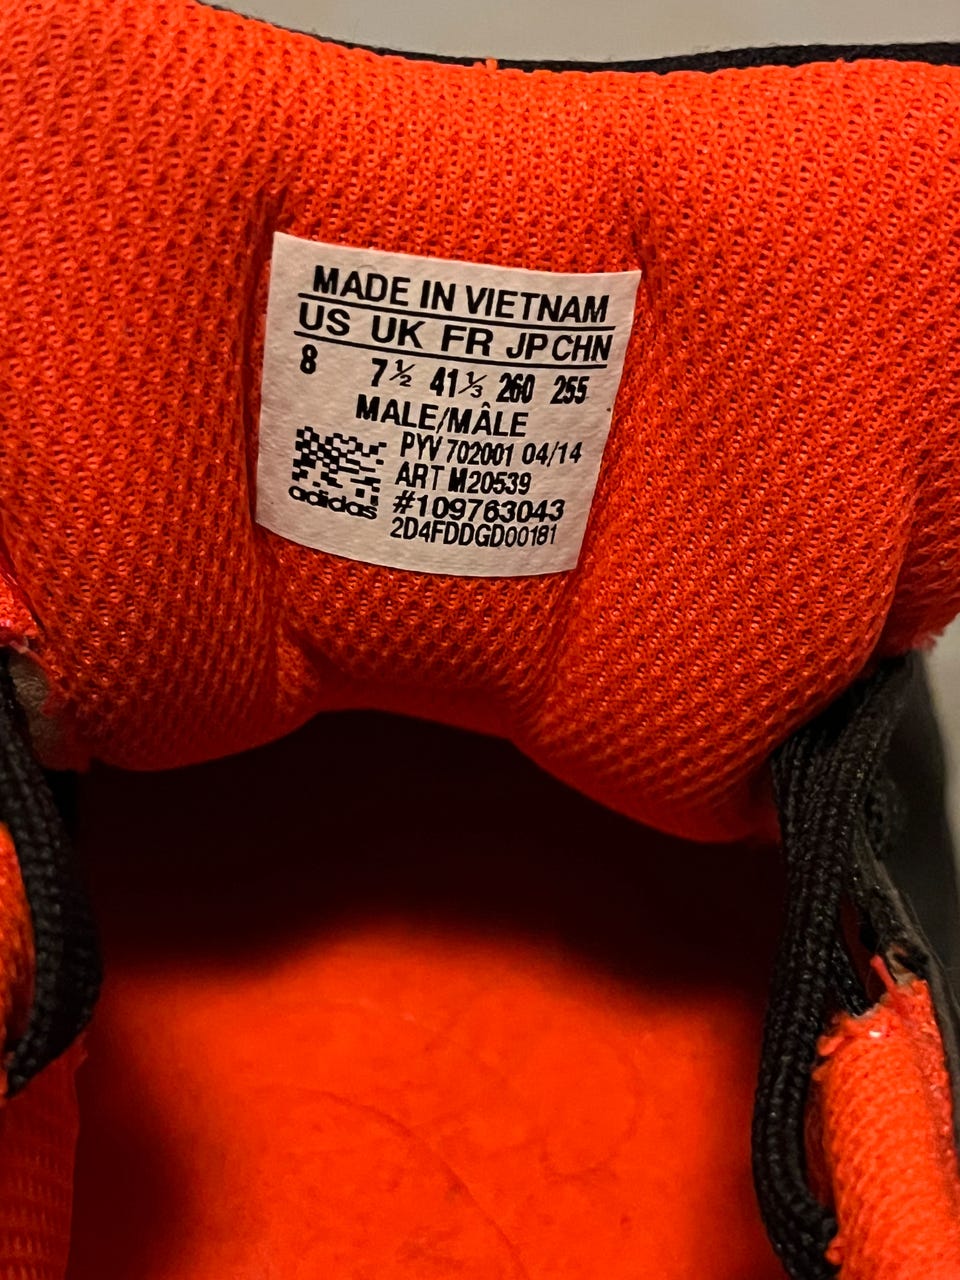 MADE IN VIETNAM
US UK FR JP CHN
8 7½ 41⅓ 260 255
MALE/MÂLE
PYV 702001 04/14
ART M20539
#109763043
2D4FDDGD00181
adidas